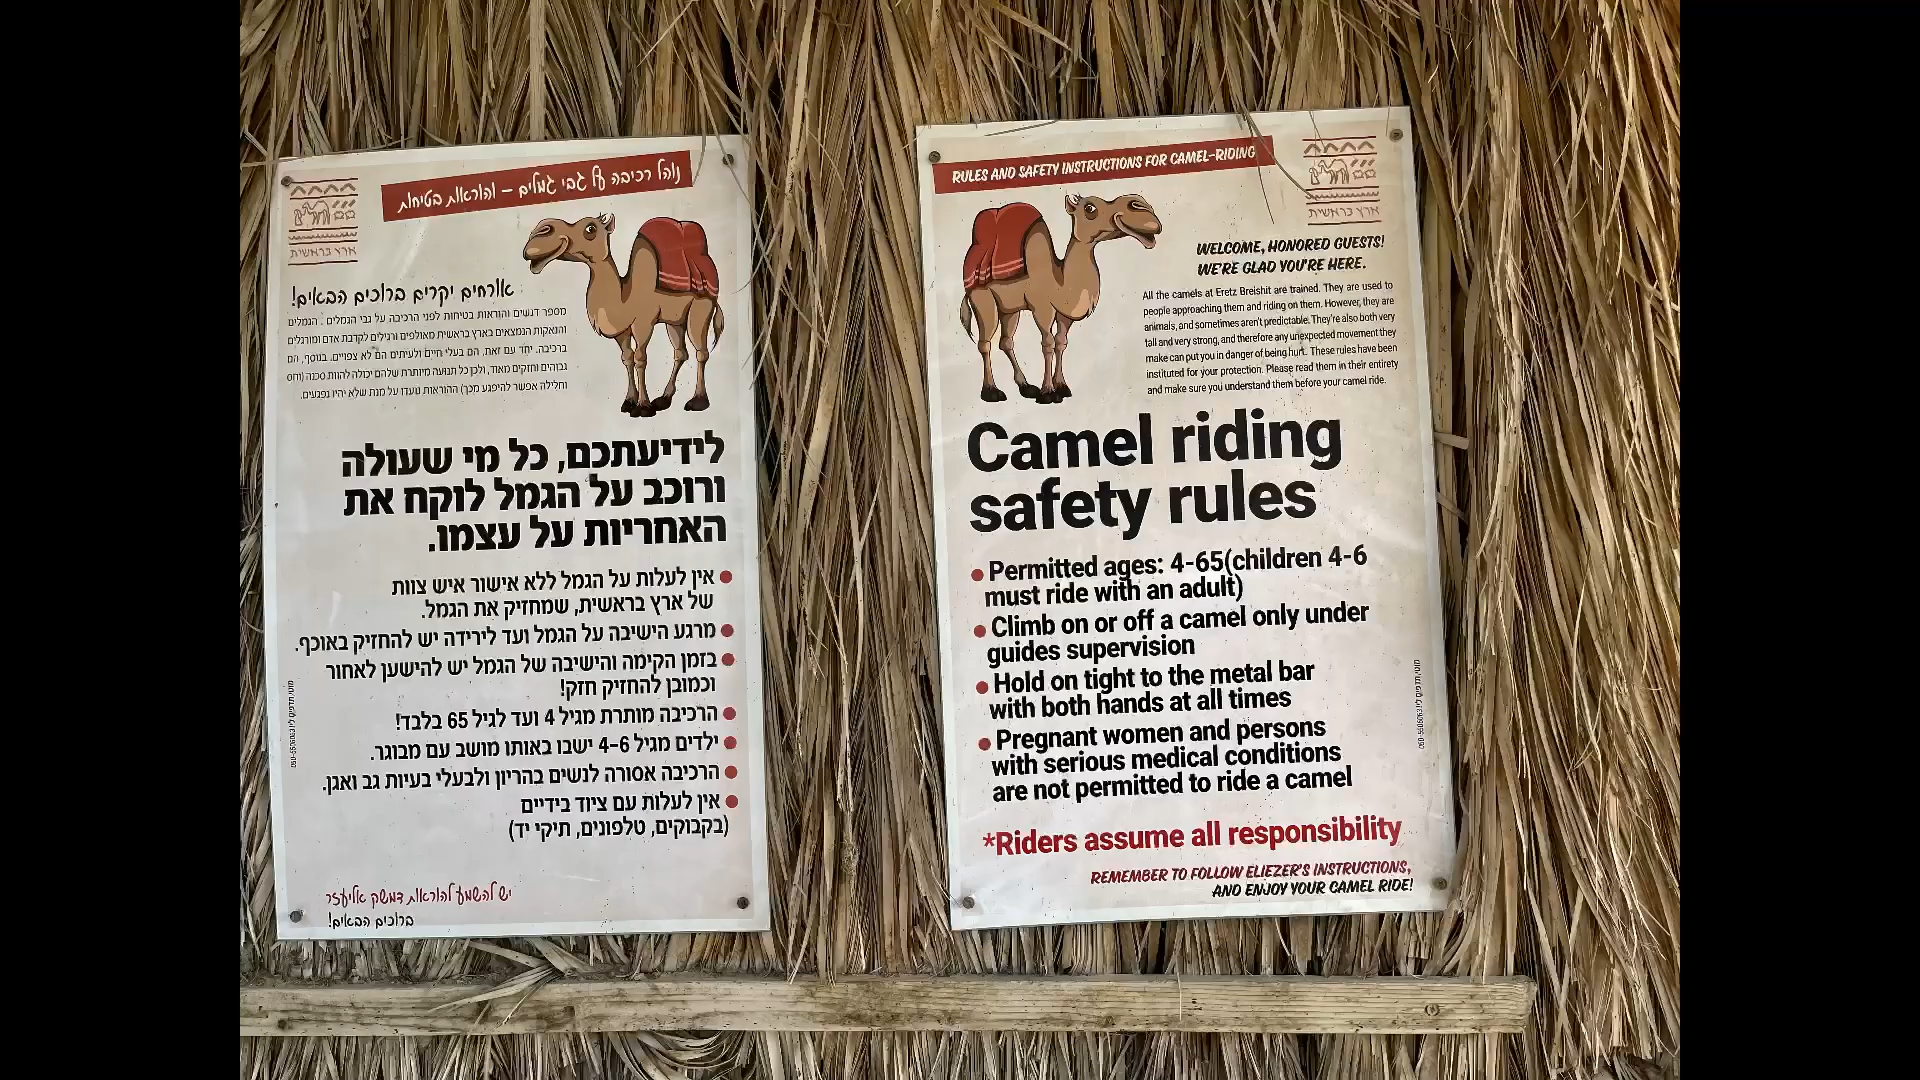 נוהל רכיבה על גבי גמלים – והוראות בטיחות
ארץ בראשית
אורחים יקרים ברוכים הבאים!
מספר דגשים והוראות בטיחות לפני הרכיבה על גבי הגמלים. הגמלים
והנאקות הנמצאים בארץ בראשית מאולפים ורגילים לקרבת אדם ומורגלים
ברכיבה. יחד עם זאת, הם בעלי חיים ולעיתים הם לא צפויים. בנוסף, הם
גבוהים וחזקים מאוד, ולכן כל תנועה מיותרת שלהם יכולה להוות סכנה (וחס
וחלילה אפשר להיפגע מכך) ההוראות נועדו על מנת שלא יהיו נפגעים.
לידיעתכם, כל מי שעולה
ורוכב על הגמל לוקח את
האחריות על עצמו.
אין לעלות על הגמל ללא אישור איש צוות
של ארץ בראשית, שמחזיק את הגמל.
מרגע הישיבה על הגמל ועד לירידה יש להחזיק באוכף.
בזמן הקימה והישיבה של הגמל יש להישען לאחור
וכמובן להחזיק חזק!
הרכיבה מותרת מגיל 4 ועד לגיל 65 בלבד!
ילדים מגיל 4-6 ישבו באותו מושב עם מבוגר.
הרכיבה אסורה לנשים בהריון ולבעלי בעיות גב ואגן.
אין לעלות עם ציוד בידיים
(בקבוקים, טלפונים, תיקי יד)
יש להשמע להוראות דמשק אליעזר
ברוכים הבאים!
RULES AND SAFETY INSTRUCTIONS FOR CAMEL-RIDING
ארץ בראשית
WELCOME, HONORED GUESTS!
WE'RE GLAD YOU'RE HERE.
All the camels at Eretz Breishit are trained. They are used to
people approaching them and riding on them. However, they are
animals, and sometimes aren't predictable. They're also both very
tall and very strong, and therefore any unexpected movement they
make can put you in danger of being hurt. These rules have been
instituted for your protection. Please read them in their entirety
and make sure you understand them before your camel ride.
Camel riding
safety rules
Permitted ages: 4-65(children 4-6
must ride with an adult)
Climb on or off a camel only under
guides supervision
Hold on tight to the metal bar
with both hands at all times
Pregnant women and persons
with serious medical conditions
are not permitted to ride a camel
*Riders assume all responsibility
REMEMBER TO FOLLOW ELIEZER'S INSTRUCTIONS,
AND ENJOY YOUR CAMEL RIDE!